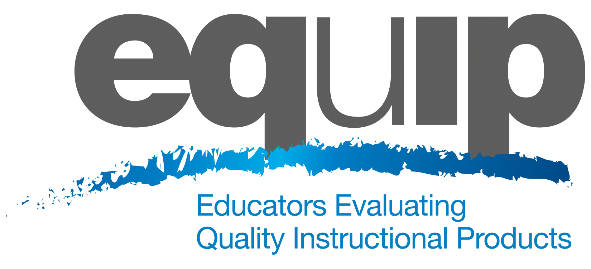 equip
Educators Evaluating
Quality Instructional Products